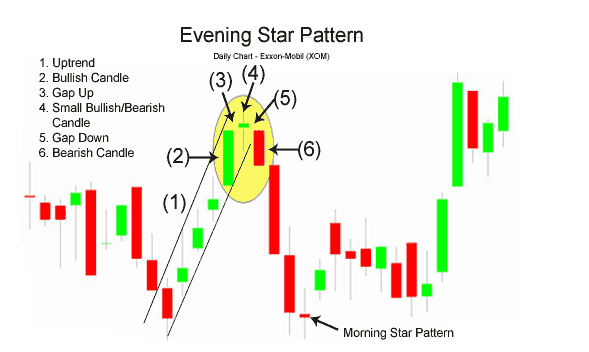 Evening Star Pattern
Daily Chart - Exxon-Mobil (XOM)
1. Uptrend
2. Bullish Candle
3. Gap Up
4. Small Bullish/Bearish
Candle
5. Gap Down
6. Bearish Candle
(4)
(3)
(5)
(2)
(6)
(1)
Morning Star Pattern